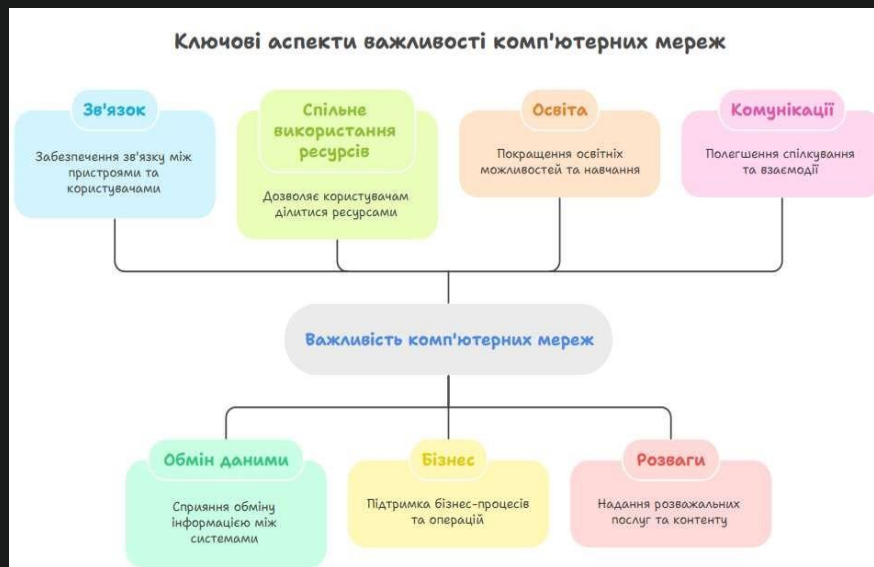 Ключові аспекти важливості комп'ютерних мереж
Зв'язок
Забезпечення зв'язку між
пристроями та
користувачами
Спільне
використання
ресурсів
Дозволяє користувачам
ділитися ресурсами
Освіта
Покращення освітніх
можливостей та навчання
Комунікації
Полегшення спілкування
та взаємодії
Важливість комп'ютерних мереж
Обмін даними
Сприяння обміну
інформацією між
системами
Бізнес
Підтримка бізнес-процесів
та операцій
Розваги
Надання розважальних
послуг та контенту